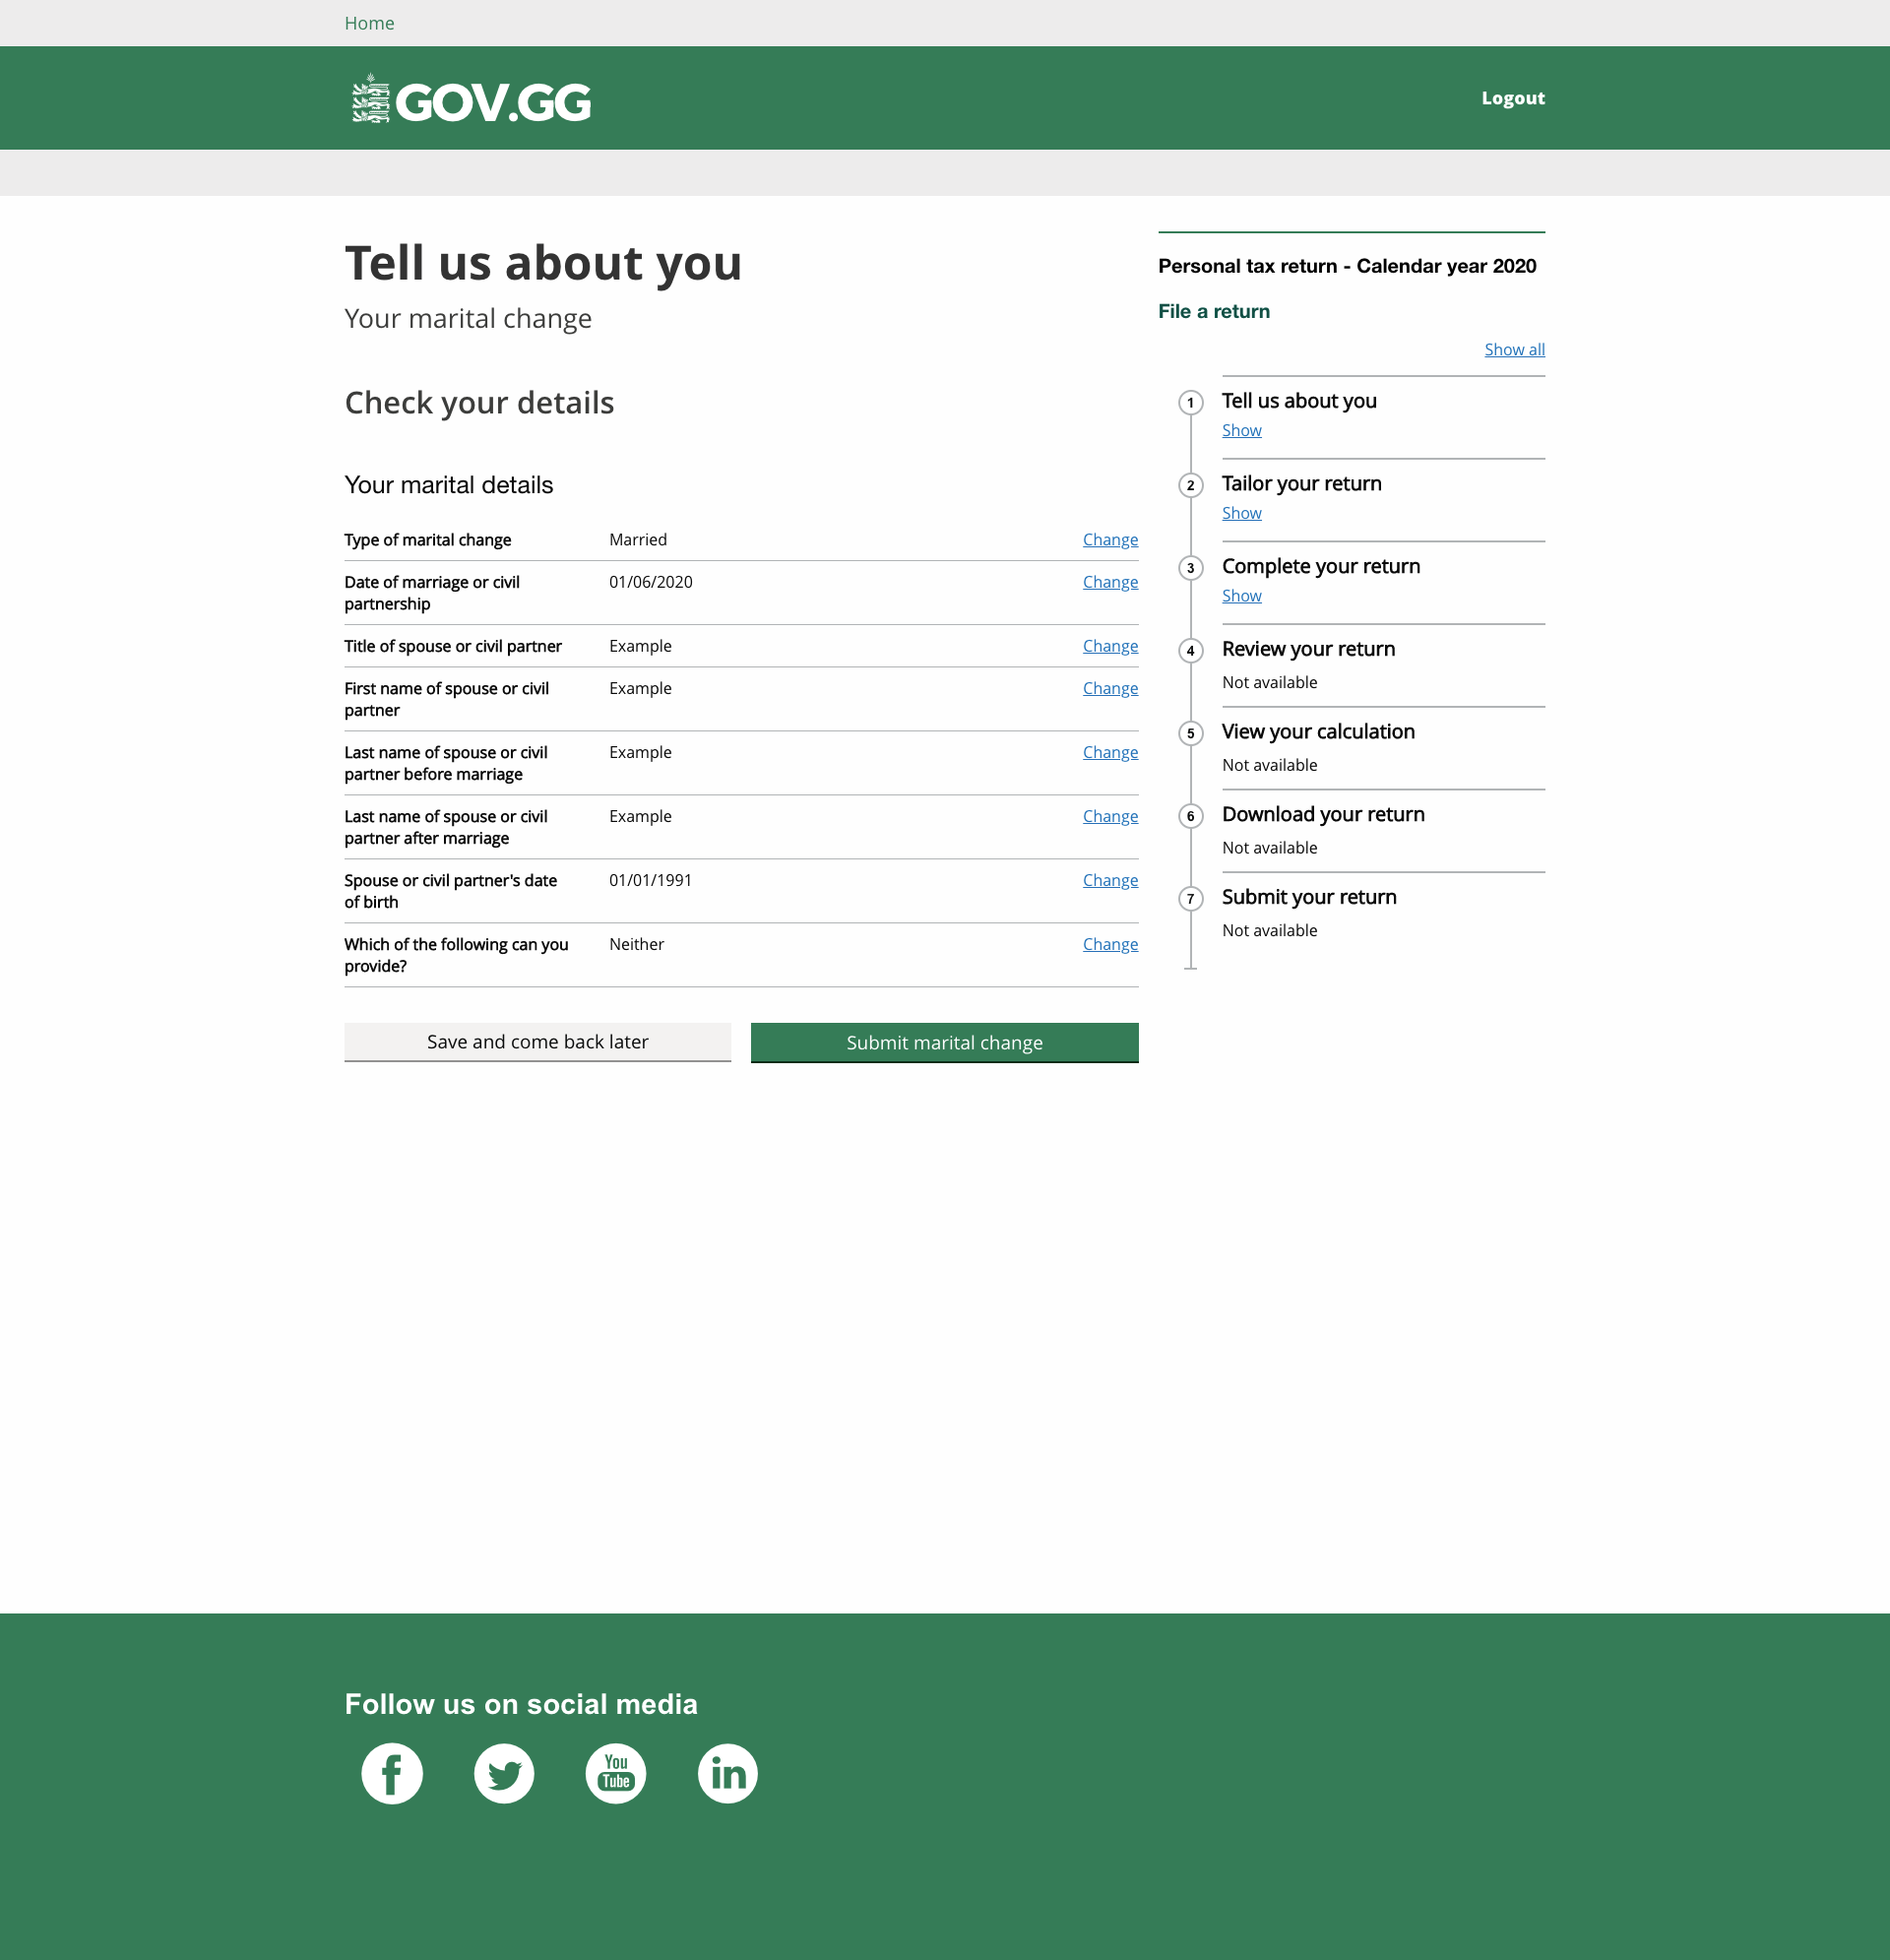 Home
GOV.GG
Logout
Tell us about you
Your marital change
Check your details
Your marital details
Type of marital change Married Change
Date of marriage or civil 01/06/2020 Change
partnership
Title of spouse or civil partner Example Change
First name of spouse or civil Example Change
partner
Last name of spouse or civil Example Change
partner before marriage
Last name of spouse or civil Example Change
partner after marriage
Spouse or civil partner's date 01/01/1991 Change
of birth
Which of the following can you Neither Change
provide?
Save and come back later Submit marital change
Personal tax return - Calendar year 2020
File a return
Show all
1 Tell us about you
Show
2 Tailor your return
Show
3 Complete your return
Show
4 Review your return
Not available
5 View your calculation
Not available
6 Download your return
Not available
7 Submit your return
Not available
Follow us on social media
f You in
Tube